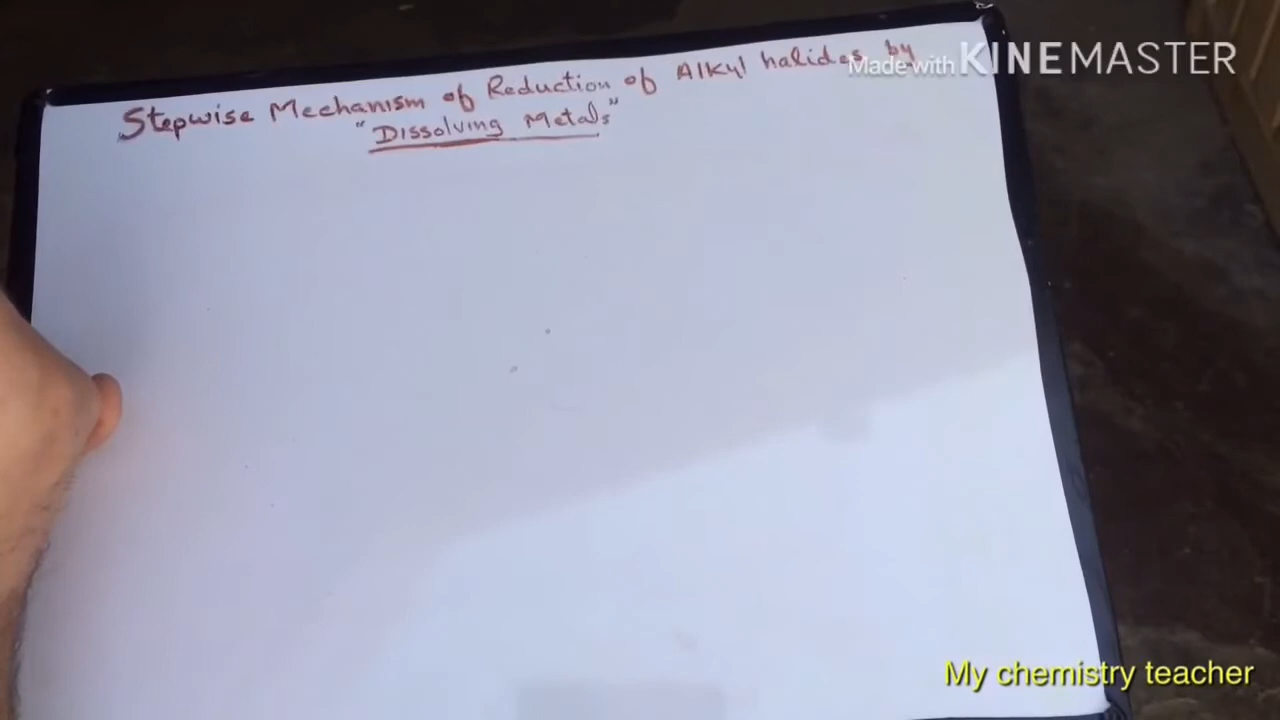 Stepwise Mechanism of Reduction of Alkyl halides by
"Dissolving Metals"
Made with KINEMASTER
My chemistry teacher